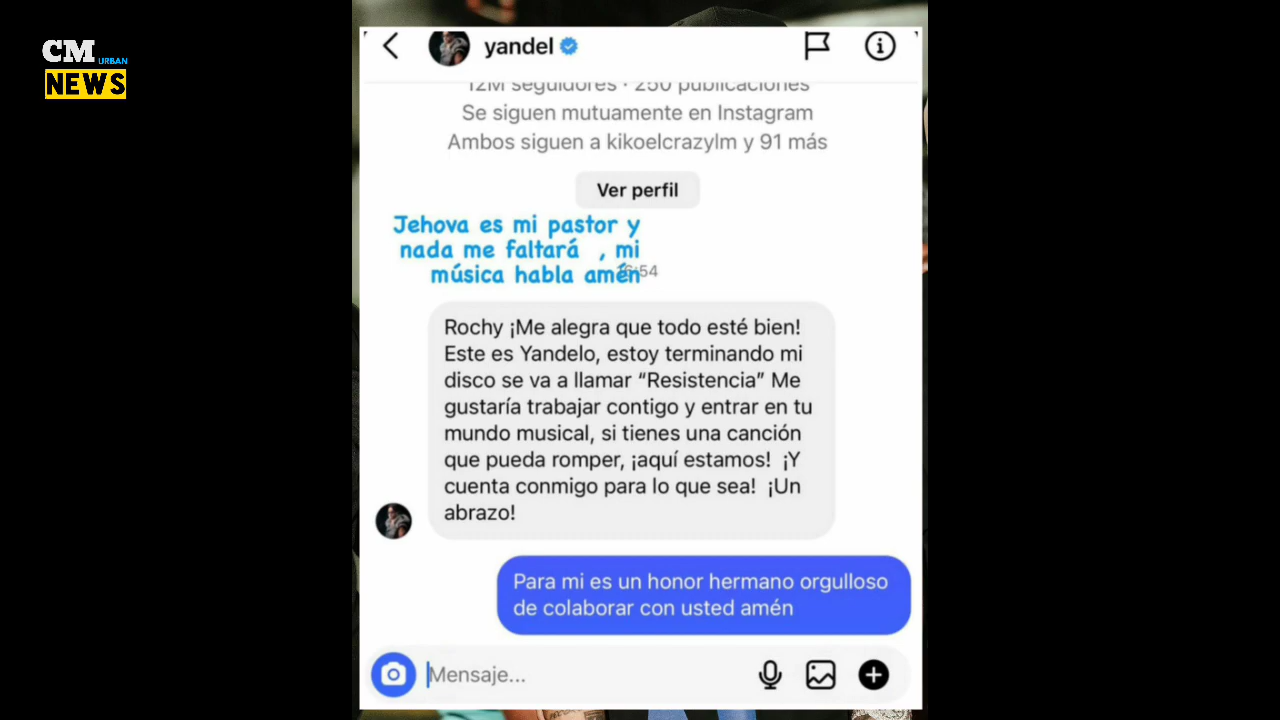 CM URBAN
NEWS
yandel
12M seguidores · 250 publicaciones
Se siguen mutuamente en Instagram
Ambos siguen a kikoelcrazylm y 91 más
Ver perfil
Jehova es mi pastor y
nada me faltará , mi
música habla amén
:54
Rochy ¡Me alegra que todo esté bien!
Este es Yandelo, estoy terminando mi
disco se va a llamar “Resistencia” Me
gustaría trabajar contigo y entrar en tu
mundo musical, si tienes una canción
que pueda romper, ¡aquí estamos! ¡Y
cuenta conmigo para lo que sea! ¡Un
abrazo!
Para mi es un honor hermano orgulloso
de colaborar con usted amén
Mensaje...